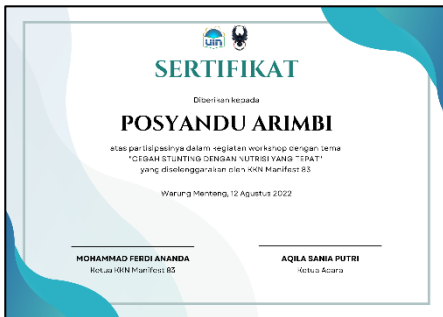 uin
SERTIFIKAT
Diberikan kepada
POSYANDU ARIMBI
atas partisipasinya dalam kegiatan workshop dengan tema
"CEGAH STUNTING DENGAN NUTRISI YANG TEPAT"
yang diselenggarakan oleh KKN Manifest 83
Warung Menteng, 12 Agustus 2022
MOHAMMAD FERDI ANANDA
Ketua KKN Manifest 83
AQILA SANIA PUTRI
Ketua Acara